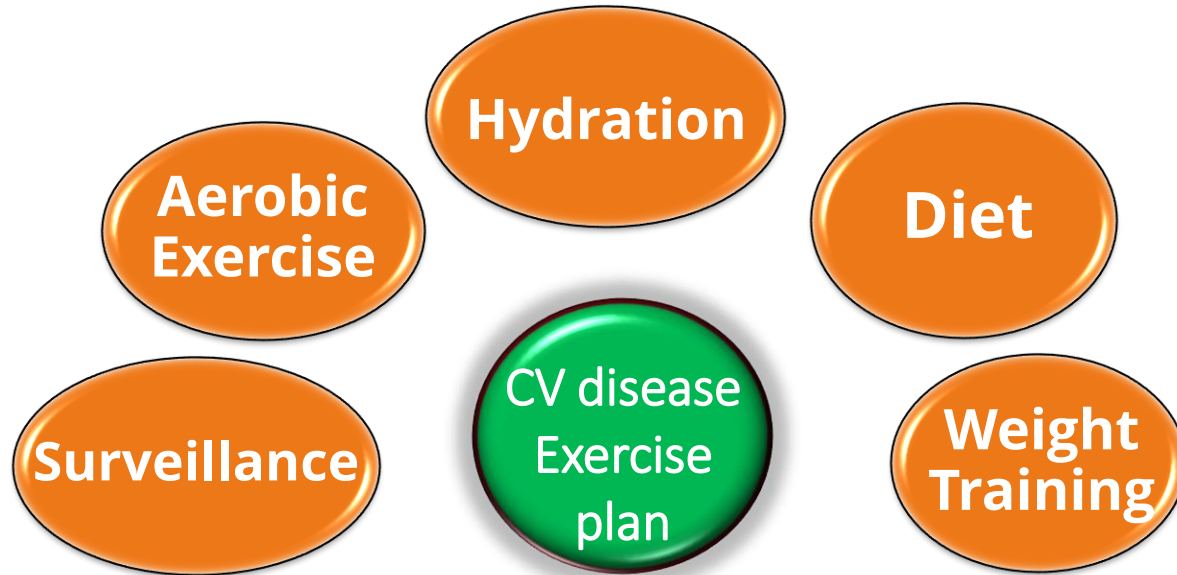 Hydration
Aerobic
Exercise
Diet
Surveillance
CV disease
Exercise
plan
Weight
Training